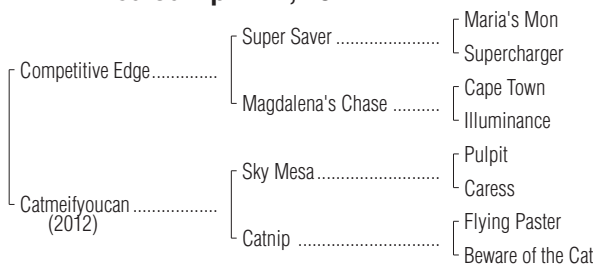 Maria's Mon
Super Saver ....................
Supercharger
Competitive Edge.............
Cape Town
Magdalena's Chase .........
Illuminance
Pulpit
Sky Mesa........................
Caress
Catmeifyoucan ................
(2012)
Flying Paster
Catnip ...........................
Beware of the Cat